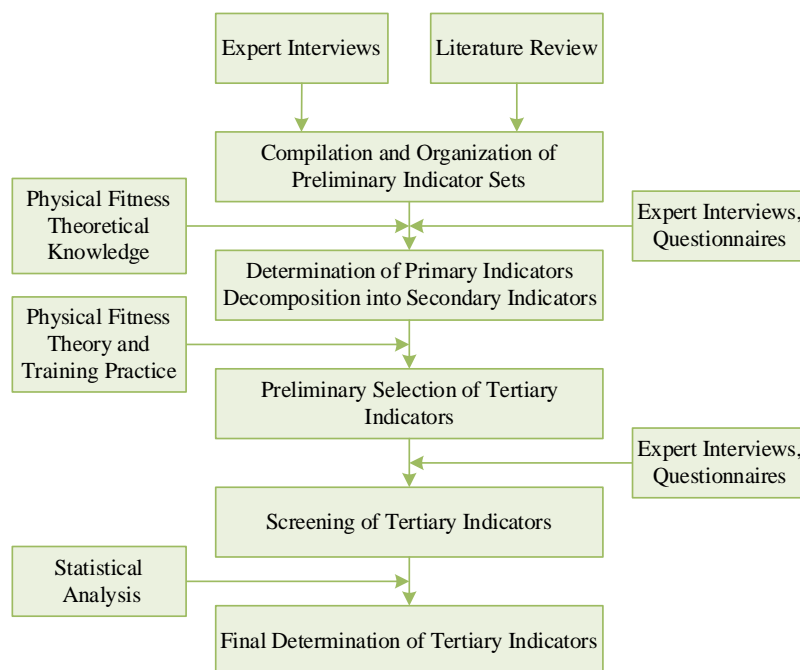 Expert Interviews
Literature Review
Compilation and Organization of
Preliminary Indicator Sets
Physical Fitness
Theoretical
Knowledge
Expert Interviews,
Questionnaires
Determination of Primary Indicators
Decomposition into Secondary Indicators
Physical Fitness
Theory and
Training Practice
Preliminary Selection of Tertiary
Indicators
Expert Interviews,
Questionnaires
Screening of Tertiary Indicators
Statistical
Analysis
Final Determination of Tertiary Indicators